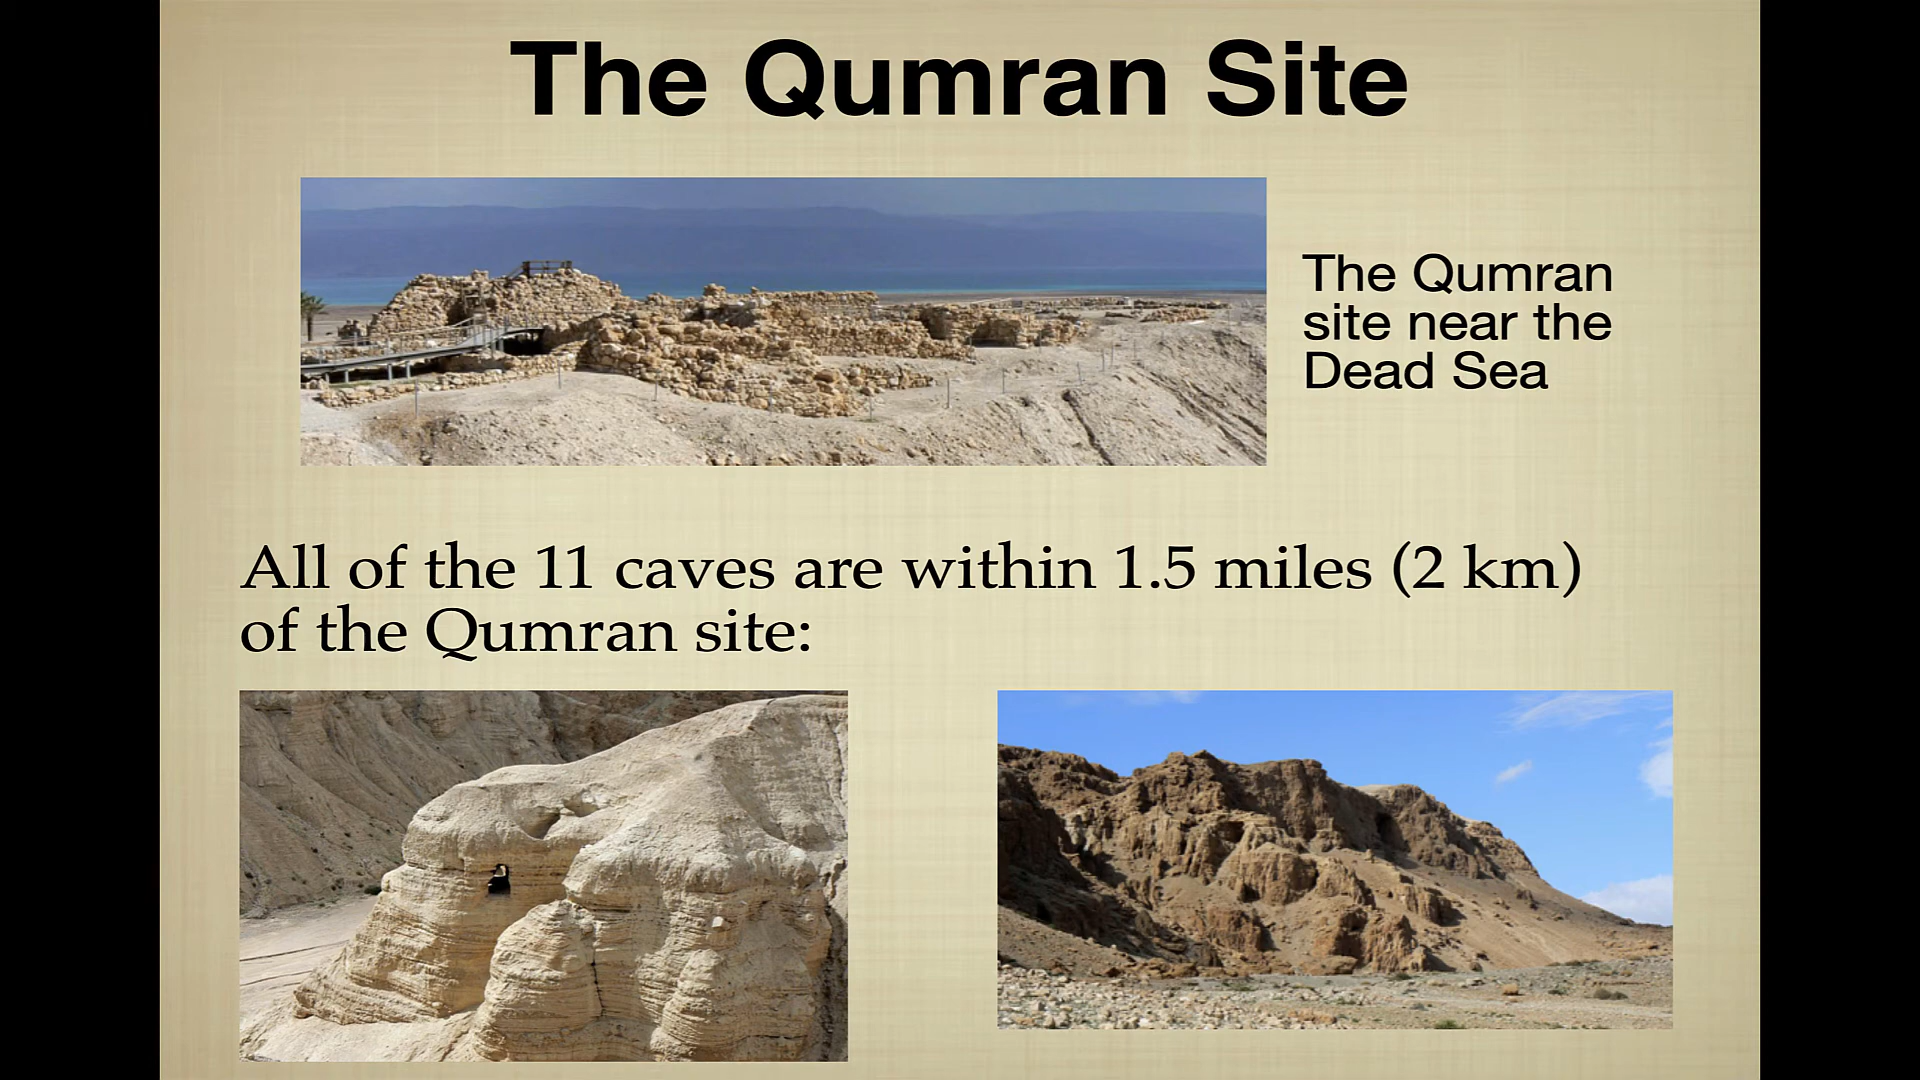 The Qumran Site
The Qumran
site near the
Dead Sea
All of the 11 caves are within 1.5 miles (2 km)
of the Qumran site: